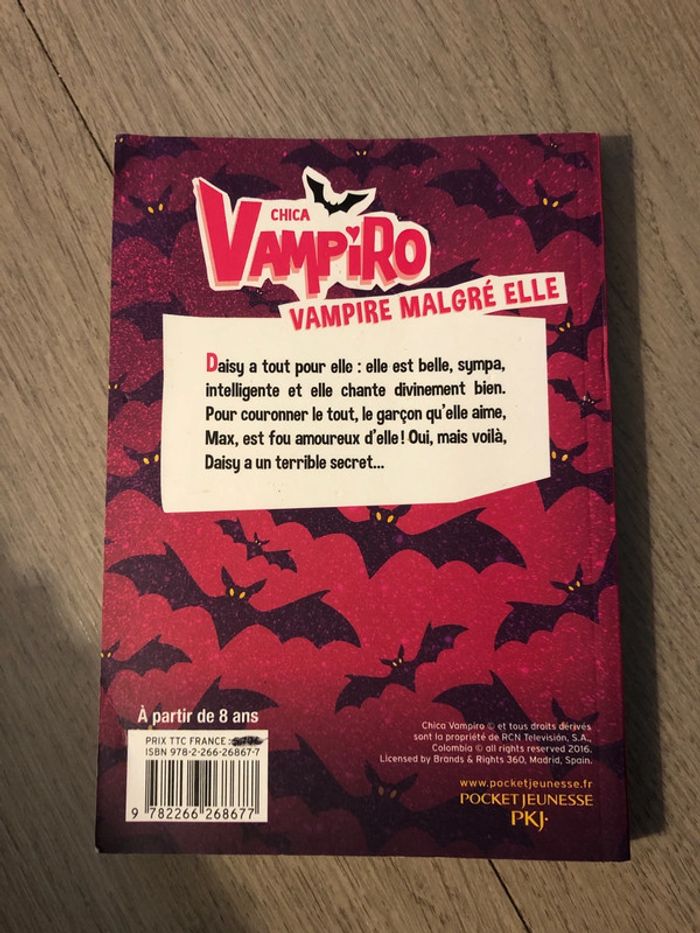 CHICA
VAMPIRO
VAMPIRE MALGRÉ ELLE
Daisy a tout pour elle : elle est belle, sympa,
intelligente et elle chante divinement bien.
Pour couronner le tout, le garçon qu'elle aime,
Max, est fou amoureux d'elle ! Oui, mais voilà,
Daisy a un terrible secret...
À partir de 8 ans
PRIX TTC FRANCE :
ISBN 978-2-266-26867-7
9 782266 268677
Chica Vampiro © et tous droits dérivés
sont la propriété de RCN Televisión, S.A.,
Colombia © all rights reserved 2016.
Licensed by Brands & Rights 360, Madrid, Spain.
www.pocketjeunesse.fr
POCKET JEUNESSE
PKJ·